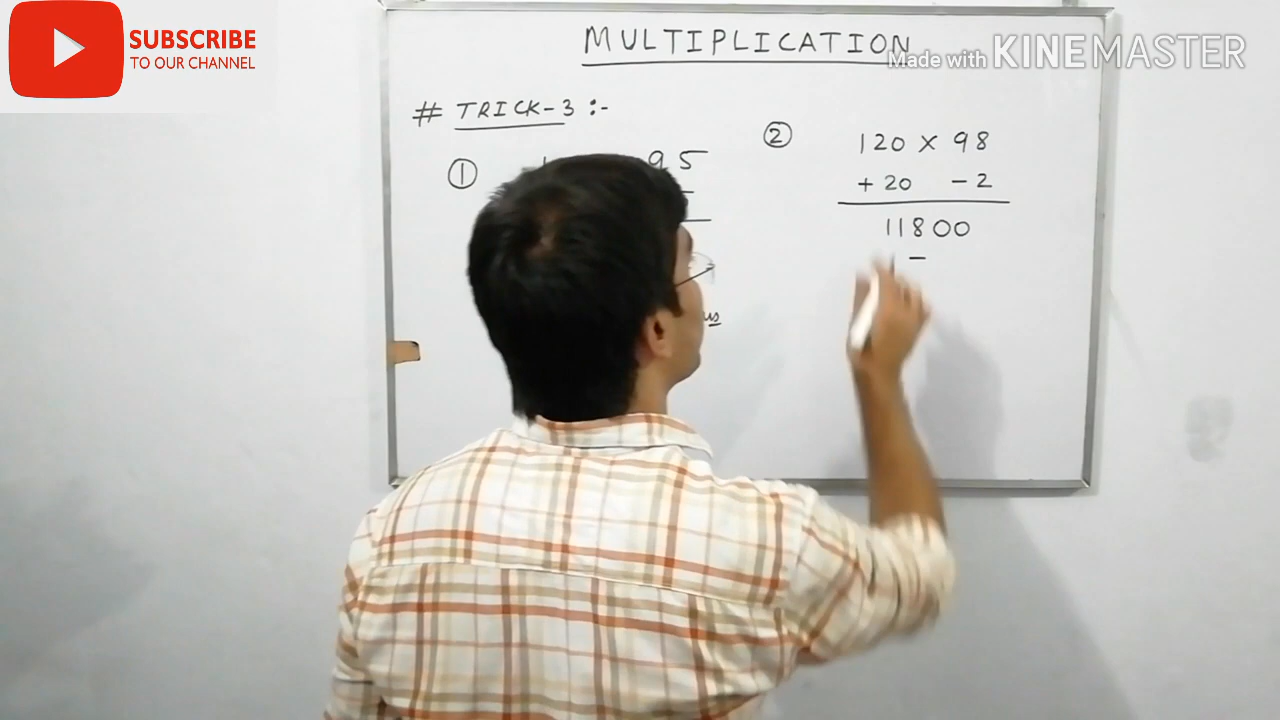 SUBSCRIBE
TO OUR CHANNEL
MULTIPLICATION
Made with KINEMASTER
# TRICK-3 :-
①
95
②
120 × 98
+20 -2
11800
-